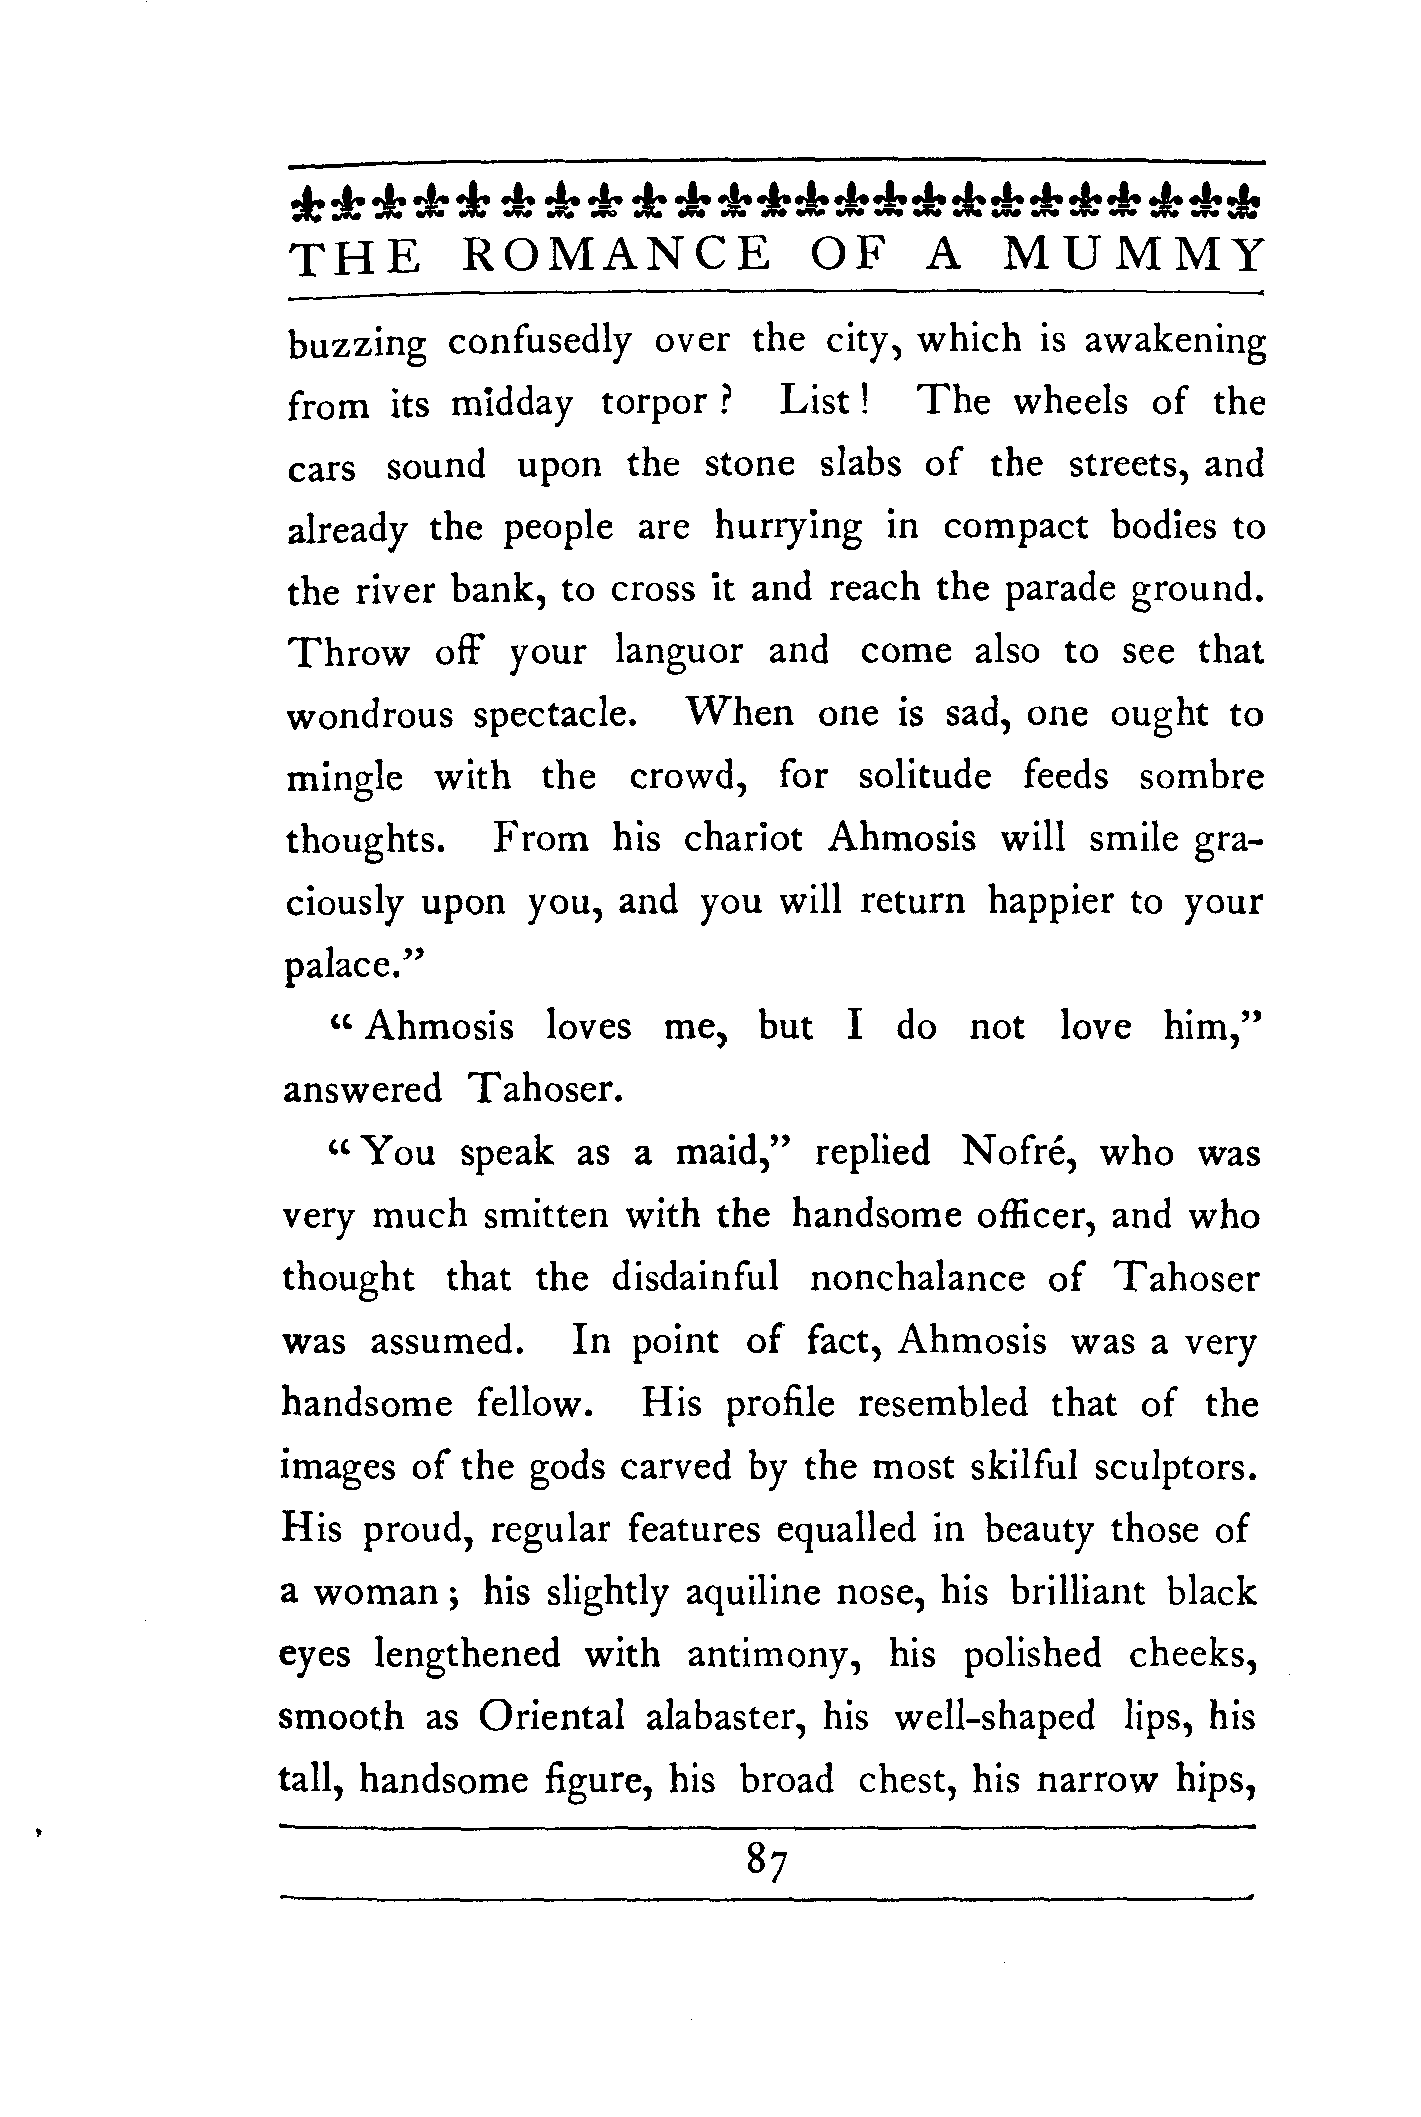 THE ROMANCE OF A MUMMY
buzzing confusedly over the city, which is awakening
from its midday torpor? List! The wheels of the
cars sound upon the stone slabs of the streets, and
already the people are hurrying in compact bodies to
the river bank, to cross it and reach the parade ground.
Throw off your languor and come also to see that
wondrous spectacle. When one is sad, one ought to
mingle with the crowd, for solitude feeds sombre
thoughts. From his chariot Ahmosis will smile gra-
ciously upon you, and you will return happier to your
palace.”
“Ahmosis loves me, but I do not love him,”
answered Tahoser.
“You speak as a maid,” replied Nofré, who was
very much smitten with the handsome officer, and who
thought that the disdainful nonchalance of Tahoser
was assumed. In point of fact, Ahmosis was a very
handsome fellow. His profile resembled that of the
images of the gods carved by the most skilful sculptors.
His proud, regular features equalled in beauty those of
a woman; his slightly aquiline nose, his brilliant black
eyes lengthened with antimony, his polished cheeks,
smooth as Oriental alabaster, his well-shaped lips, his
tall, handsome figure, his broad chest, his narrow hips,
87